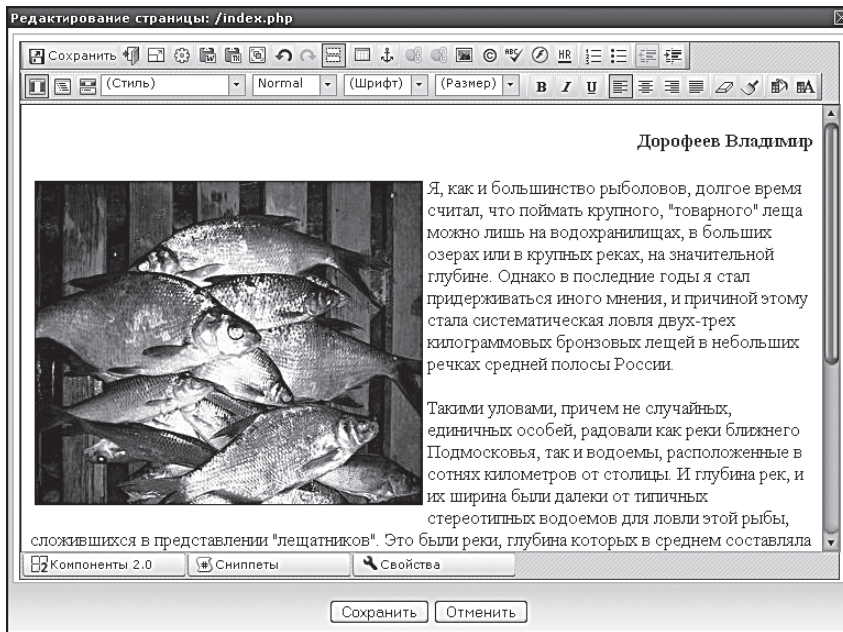 Редактирование страницы: /index.php
Сохранить
HR
(Стиль) Normal (Шрифт) (Размер) B I U
Дорофеев Владимир
Я, как и большинство рыболовов, долгое время
считал, что поймать крупного, "товарного" леща
можно лишь на водохранилищах, в больших
озерах или в крупных реках, на значительной
глубине. Однако в последние годы я стал
придерживаться иного мнения, и причиной этому
стала систематическая ловля двух-трех
килограммовых бронзовых лещей в небольших
речках средней полосы России.
Такими уловами, причем не случайных,
единичных особей, радовали как реки ближнего
Подмосковья, так и водоемы, расположенные в
сотнях километров от столицы. И глубина рек, и
их ширина были далеки от типичных
стереотипных водоемов для ловли этой рыбы,
сложившихся в представлении "лещатников". Это были реки, глубина которых в среднем составляла
Компоненты 2.0 Сниппеты Свойства
Сохранить Отменить